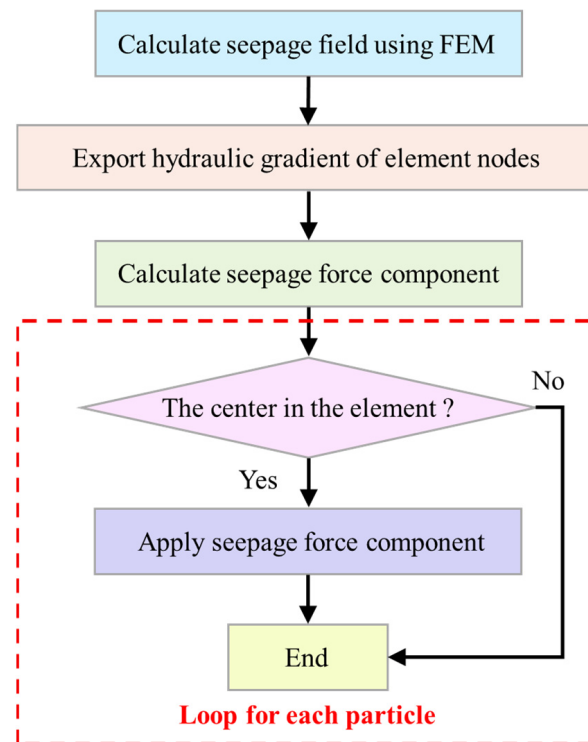 Calculate seepage field using FEM
Export hydraulic gradient of element nodes
Calculate seepage force component
The center in the element ?
No
Yes
Apply seepage force component
End
Loop for each particle